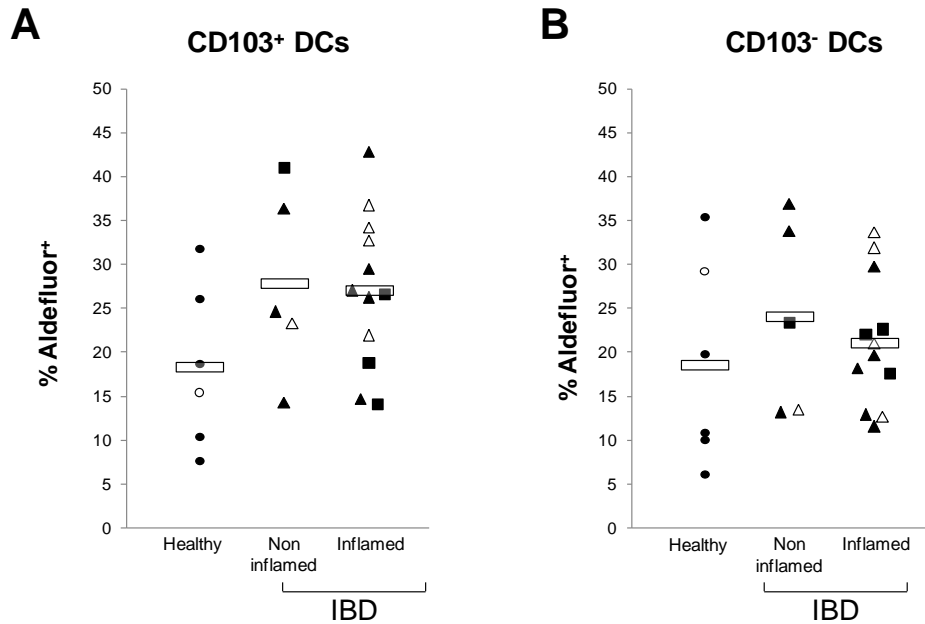 A
CD103⁺ DCs
% Aldefluor⁺
50
45
40
35
30
25
20
15
10
5
0
Healthy
Non
inflamed
Inflamed
IBD
B
CD103⁻ DCs
% Aldefluor⁺
50
45
40
35
30
25
20
15
10
5
0
Healthy
Non
inflamed
Inflamed
IBD